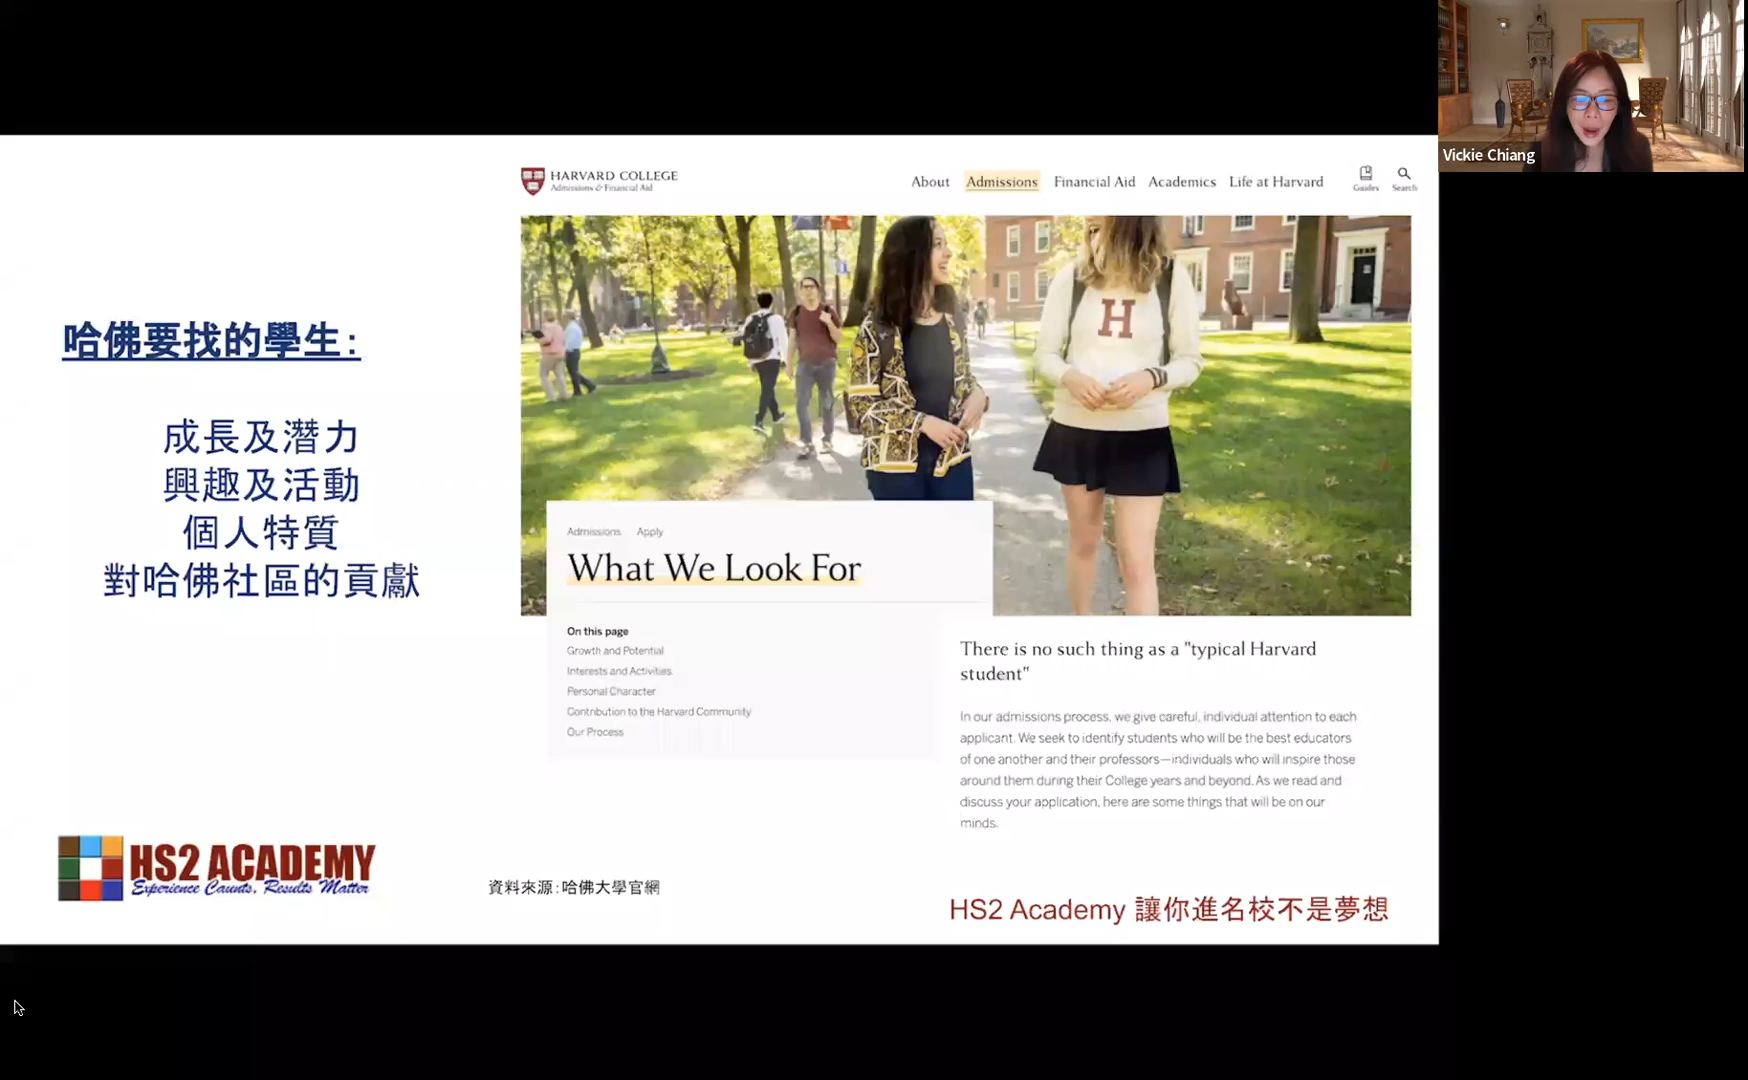 Vickie Chiang
HARVARD COLLEGE
Admissions & Financial Aid
About Admissions Financial Aid Academics Life at Harvard Guides Search
哈佛要找的學生:
成長及潛力
興趣及活動
個人特質
對哈佛社區的貢獻
H
Admissions Apply
What We Look For
On this page
Growth and Potential
Interests and Activities
Personal Character
Contribution to the Harvard Community
Our Process
There is no such thing as a "typical Harvard
student"
In our admissions process, we give careful, individual attention to each
applicant. We seek to identify students who will be the best educators
of one another and their professors—individuals who will inspire those
around them during their College years and beyond. As we read and
discuss your application, here are some things that will be on our
minds.
HS2 ACADEMY
Experience Counts, Results Matter
資料來源:哈佛大學官網
HS2 Academy 讓你進名校不是夢想